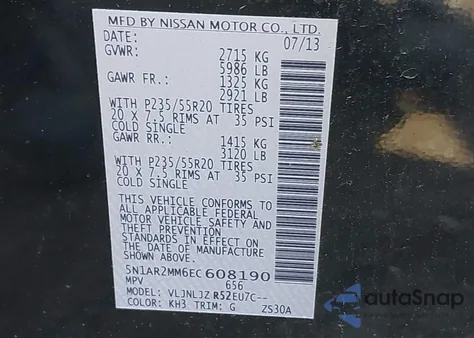 MFD BY NISSAN MOTOR CO., LTD.
DATE: 07/13
GVWR: 2715 KG
5986 LB
GAWR FR.: 1325 KG
2921 LB
WITH P235/55R20 TIRES
20 X 7.5 RIMS AT 35 PSI
COLD SINGLE
GAWR RR.: 1415 KG
3120 LB
WITH P235/55R20 TIRES
20 X 7.5 RIMS AT 35 PSI
COLD SINGLE
THIS VEHICLE CONFORMS TO
ALL APPLICABLE FEDERAL
MOTOR VEHICLE SAFETY AND
THEFT PREVENTION
STANDARDS IN EFFECT ON
THE DATE OF MANUFACTURE
SHOWN ABOVE.
5N1AR2MM6EC608190
MPV 656
MODEL: VLJNLJZ R52EU7C--
COLOR: KH3 TRIM: G ZS30A
autoSnap